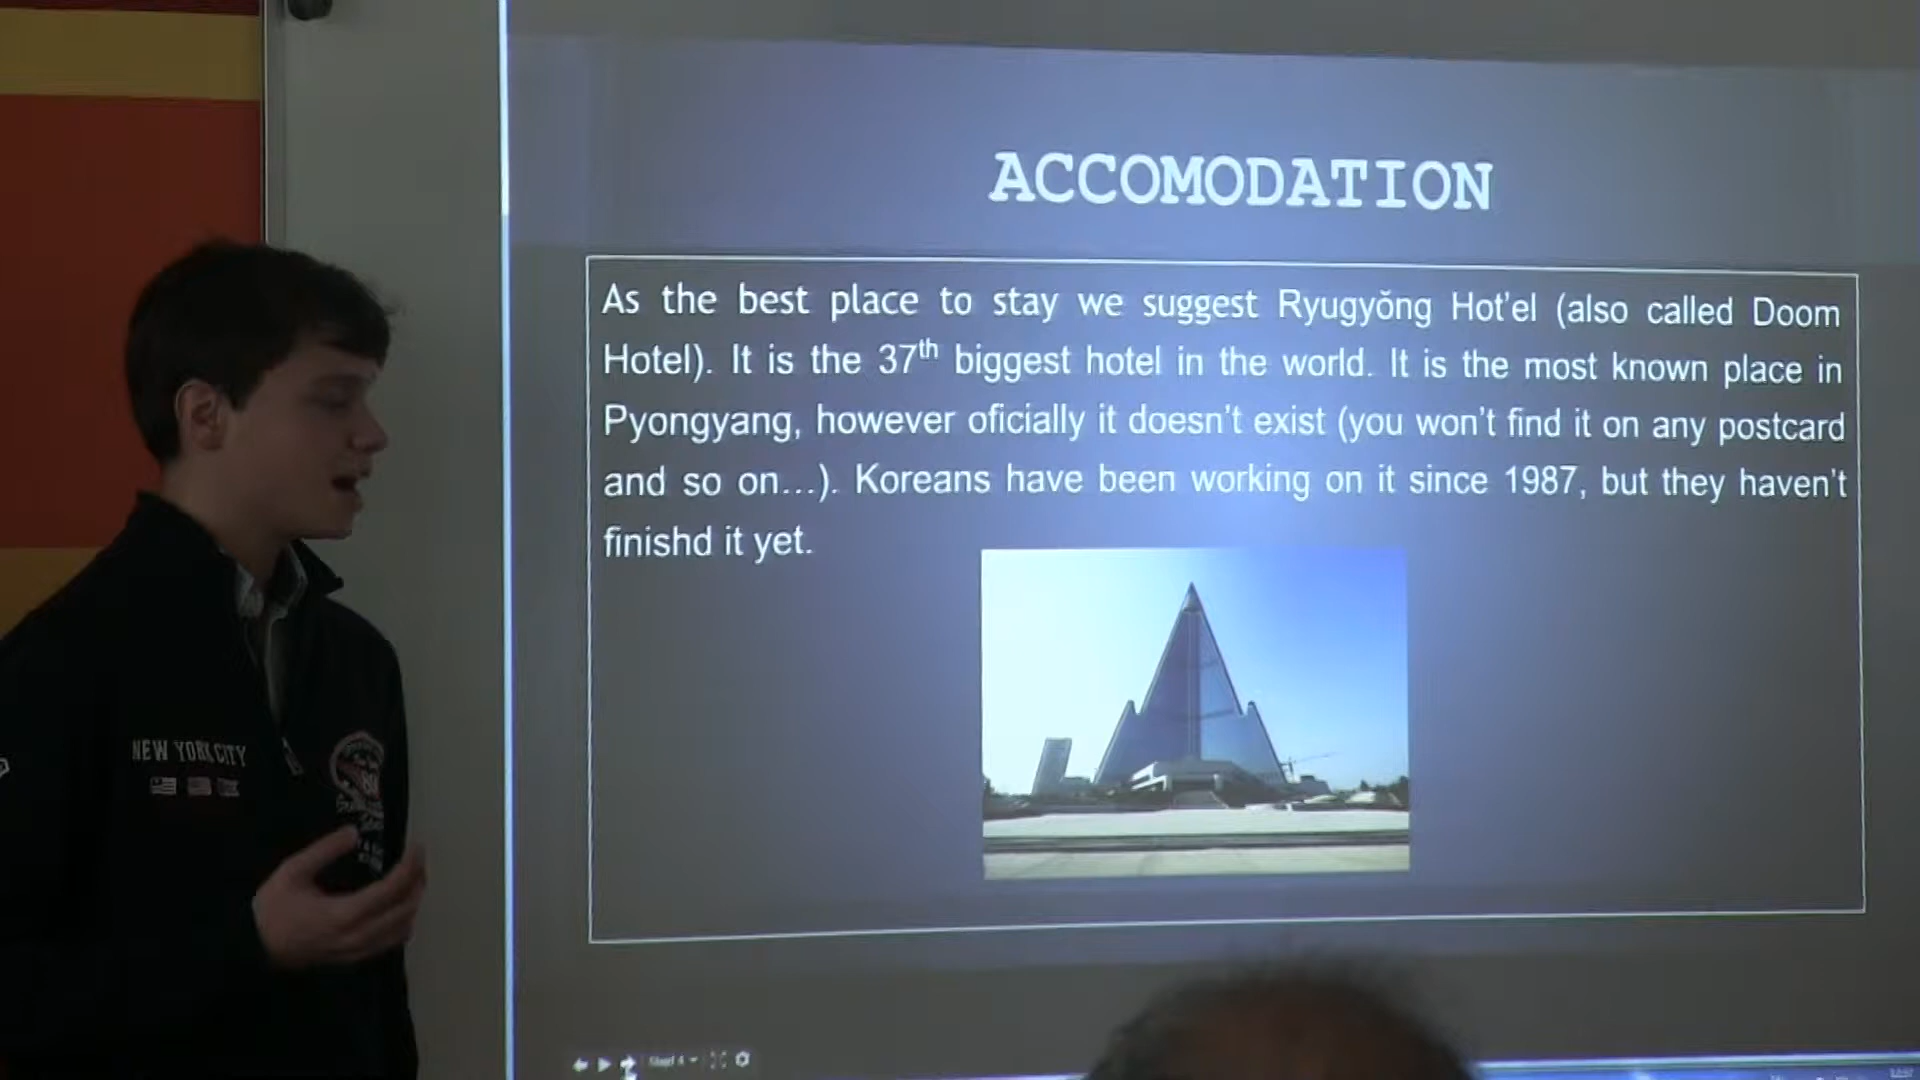 ACCOMODATION
As the best place to stay we suggest Ryugyŏng Hot'el (also called Doom
Hotel). It is the 37th biggest hotel in the world. It is the most known place in
Pyongyang, however oficially it doesn't exist (you won't find it on any postcard
and so on...). Koreans have been working on it since 1987, but they haven't
finishd it yet.
NEW YORK CITY